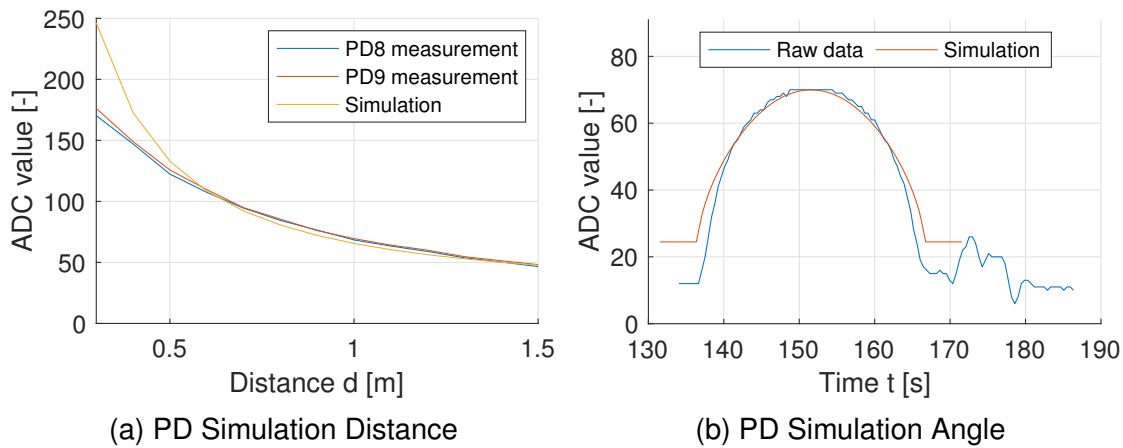 250
200
150
100
50
0
ADC value [-]
PD8 measurement
PD9 measurement
Simulation
0.5
1
1.5
Distance d [m]
(a) PD Simulation Distance
80
60
40
20
0
ADC value [-]
Raw data
Simulation
130
140
150
160
170
180
190
Time t [s]
(b) PD Simulation Angle